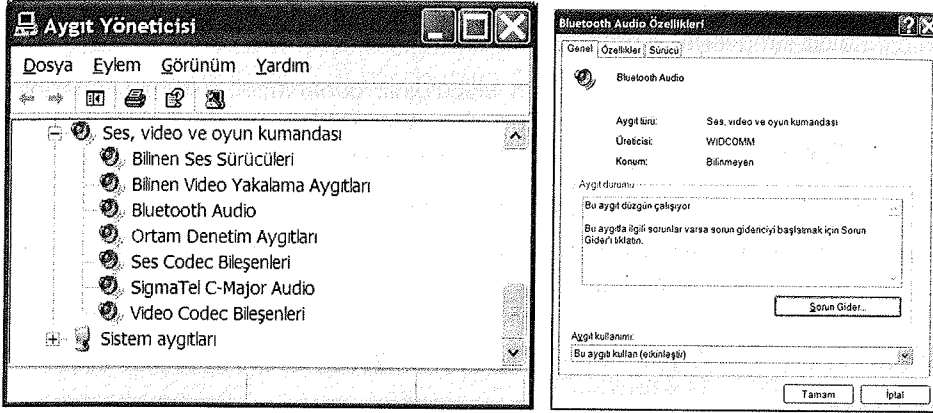 Aygıt Yöneticisi
Dosya Eylem Görünüm Yardım
Ses, video ve oyun kumandası
Bilinen Ses Sürücüleri
Bilinen Video Yakalama Aygıtları
Bluetooth Audio
Ortam Denetim Aygıtları
Ses Codec Bileşenleri
SigmaTel C-Major Audio
Video Codec Bileşenleri
Sistem aygıtları
Bluetooth Audio Özellikleri
Genel Özellikler Sürücü
Bluetooth Audio
Aygıt türü: Ses, video ve oyun kumandası
Üreticisi: WIDCOMM
Konum: Bilinmeyen
Aygıt durumu
Bu aygıt düzgün çalışıyor
Bu aygıtla ilgili sorunlar varsa sorun gidericiyi başlatmak için Sorun
Gider'i tıklatın.
Sorun Gider...
Aygıt kullanımı:
Bu aygıtı kullan (etkinleştir)
Tamam İptal